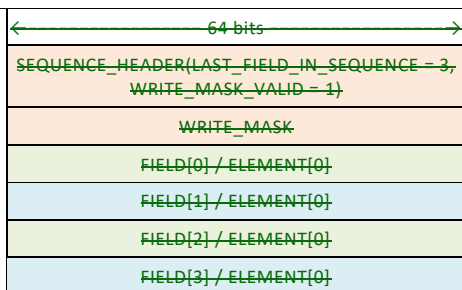 64 bits
SEQUENCE_HEADER(LAST_FIELD_IN_SEQUENCE = 3,
WRITE_MASK_VALID = 1)
WRITE_MASK
FIELD[0] / ELEMENT[0]
FIELD[1] / ELEMENT[0]
FIELD[2] / ELEMENT[0]
FIELD[3] / ELEMENT[0]